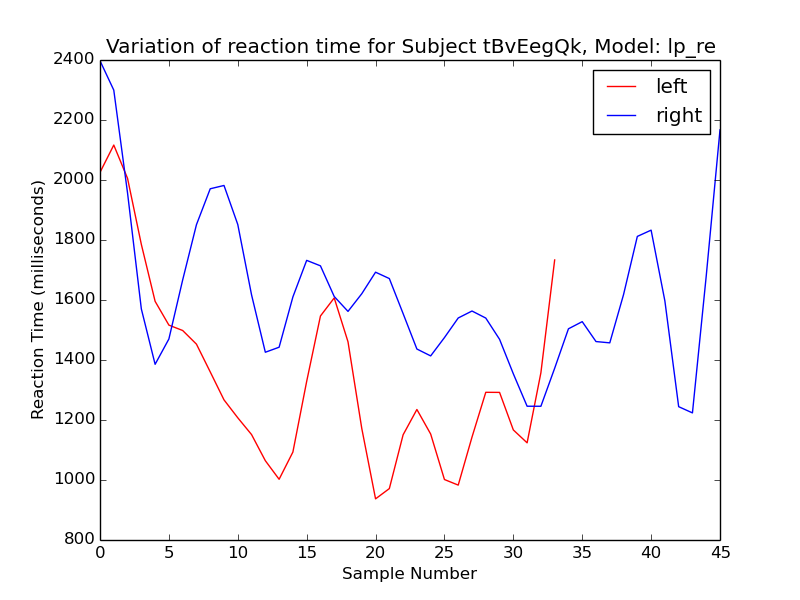 Variation of reaction time for Subject tBvEegQk, Model: lp_re
2400
2200
2000
1800
1600
1400
1200
1000
800
Reaction Time (milliseconds)
left
right
0 5 10 15 20 25 30 35 40 45
Sample Number